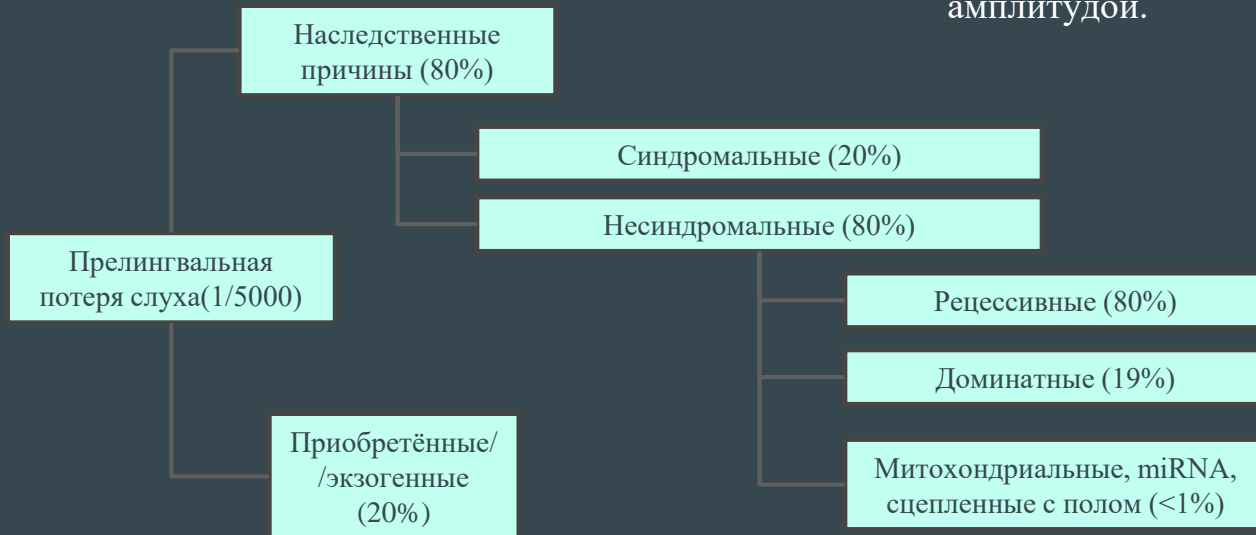 амплитудой.
Наследственные
причины (80%)
Синдромальные (20%)
Несиндромальные (80%)
Прелингвальная
потеря слуха(1/5000)
Рецессивные (80%)
Доминатные (19%)
Приобретённые/
/экзогенные
(20%)
Митохондриальные, miRNA,
сцепленные с полом (<1%)